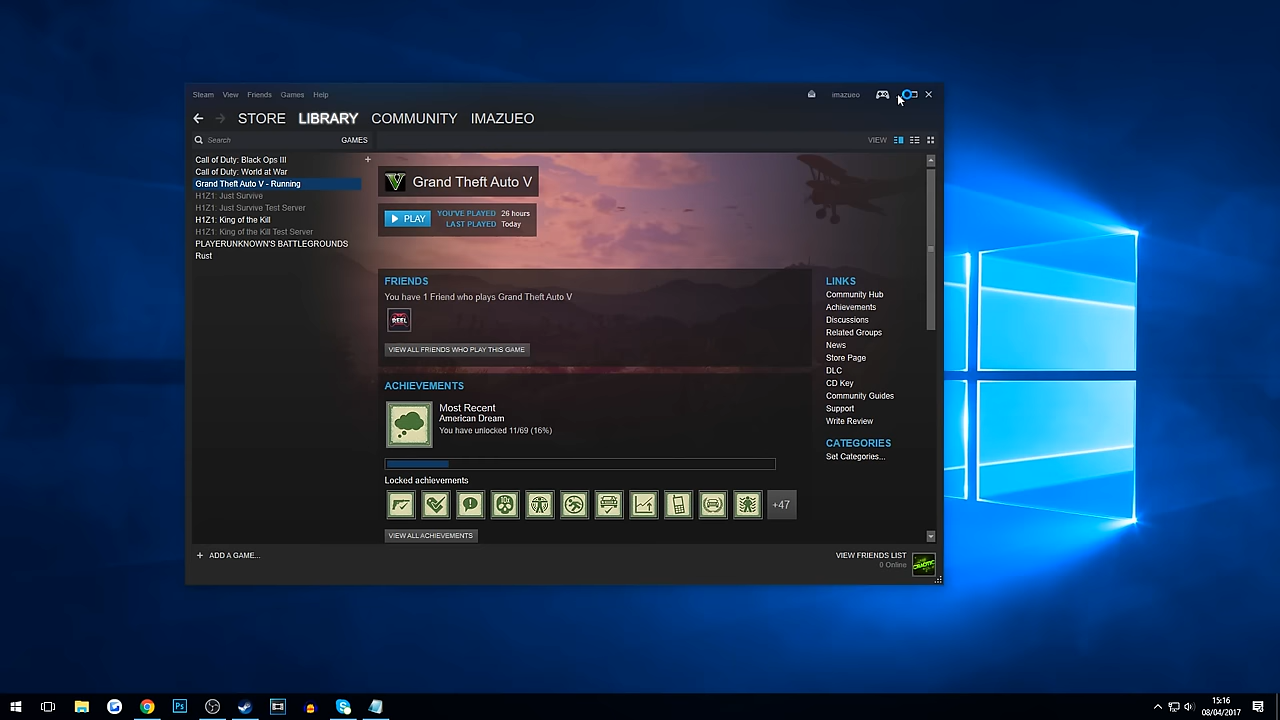 Steam View Friends Games Help
imazueo
STORE LIBRARY COMMUNITY IMAZUEO
Search GAMES
VIEW
Call of Duty: Black Ops III
Call of Duty: World at War
Grand Theft Auto V - Running
H1Z1: Just Survive
H1Z1: Just Survive Test Server
H1Z1: King of the Kill
H1Z1: King of the Kill Test Server
PLAYERUNKNOWN'S BATTLEGROUNDS
Rust
+
Grand Theft Auto V
PLAY
YOU'VE PLAYED 26 hours
LAST PLAYED Today
FRIENDS
You have 1 Friend who plays Grand Theft Auto V
REEL
VIEW ALL FRIENDS WHO PLAY THIS GAME
ACHIEVEMENTS
Most Recent
American Dream
You have unlocked 11/69 (16%)
Locked achievements
+47
VIEW ALL ACHIEVEMENTS
LINKS
Community Hub
Achievements
Discussions
Related Groups
News
Store Page
DLC
CD Key
Community Guides
Support
Write Review
CATEGORIES
Set Categories...
+ ADD A GAME...
VIEW FRIENDS LIST
0 Online
CHAOTIC
Ps
15:16
08/04/2017